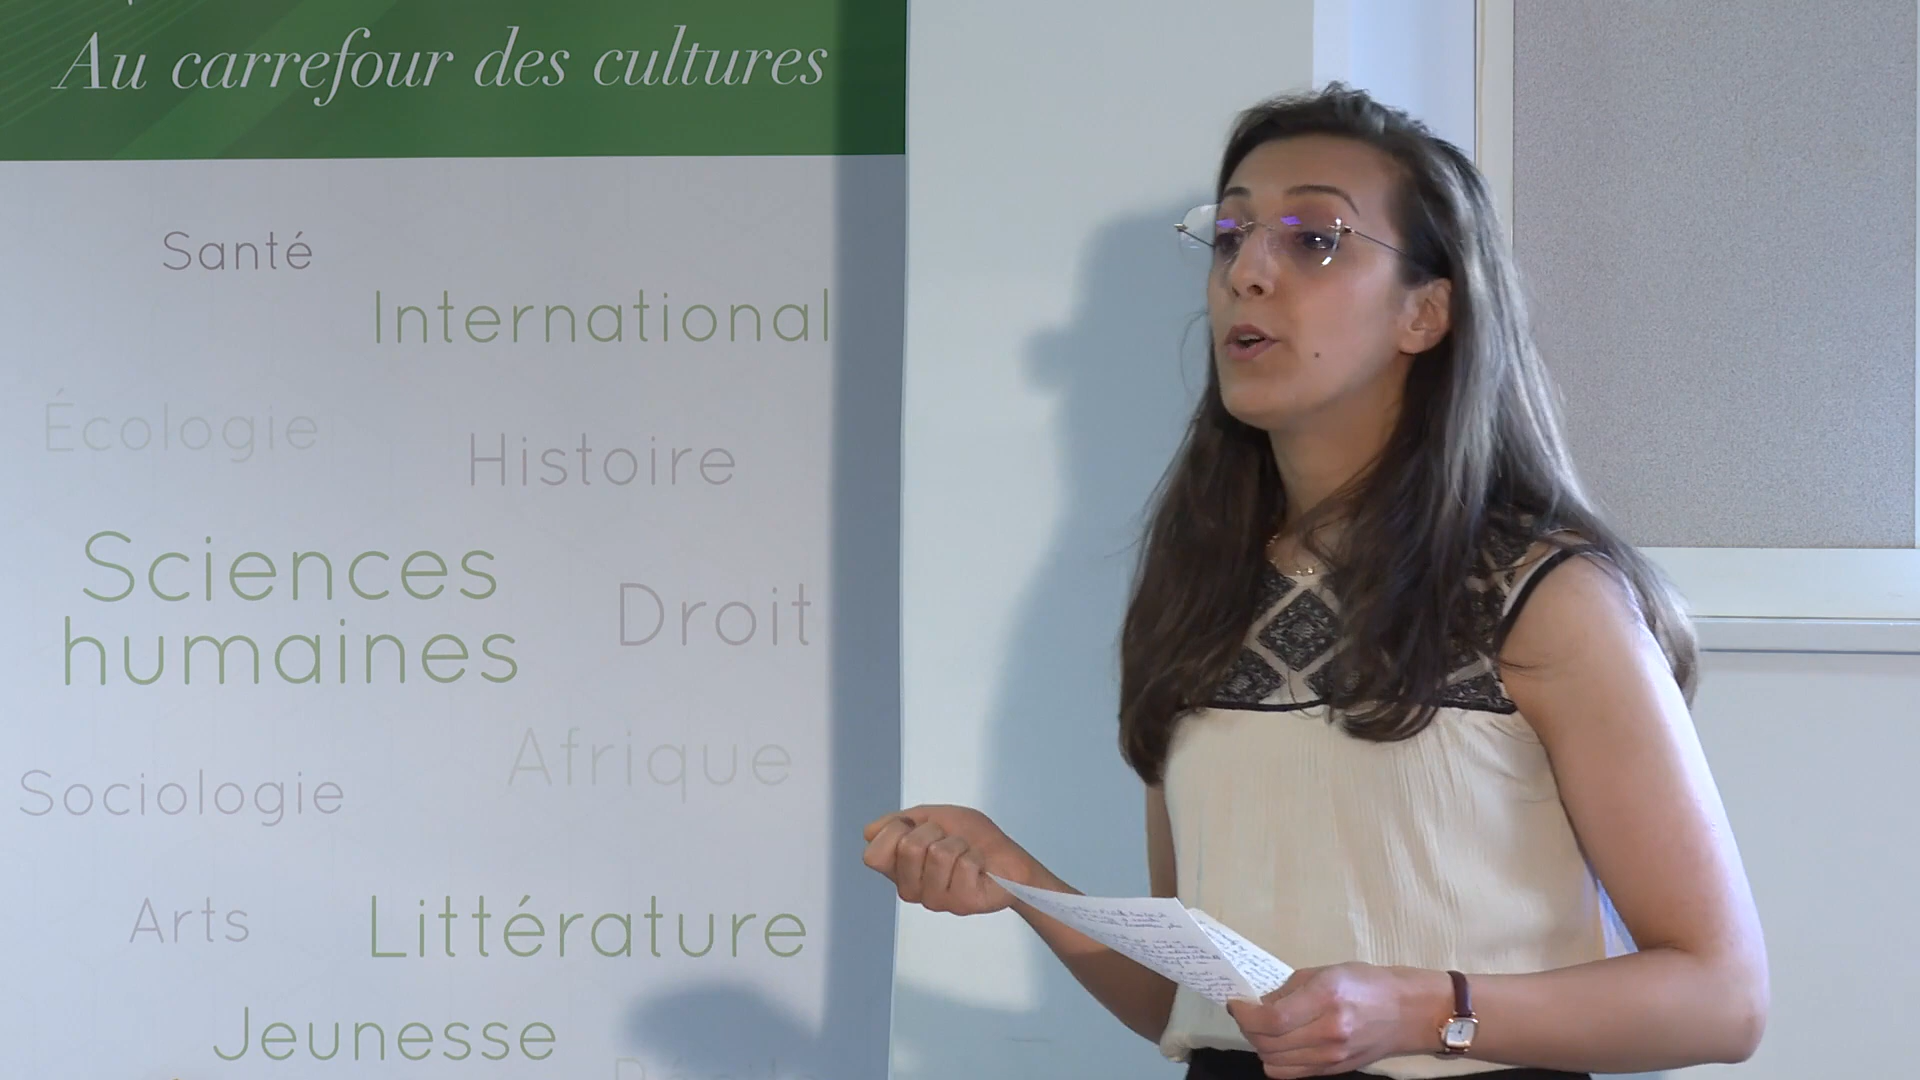 Au carrefour des cultures
Santé
International
Écologie
Histoire
Sciences
humaines
Droit
Afrique
Sociologie
Arts
Littérature
Jeunesse